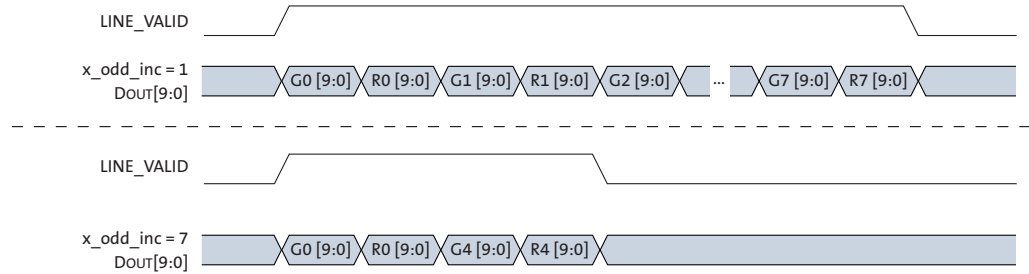 LINE_VALID
x_odd_inc = 1
DOUT[9:0]
G0 [9:0] R0 [9:0] G1 [9:0] R1 [9:0] G2 [9:0] ... G7 [9:0] R7 [9:0]
LINE_VALID
x_odd_inc = 7
DOUT[9:0]
G0 [9:0] R0 [9:0] G4 [9:0] R4 [9:0]